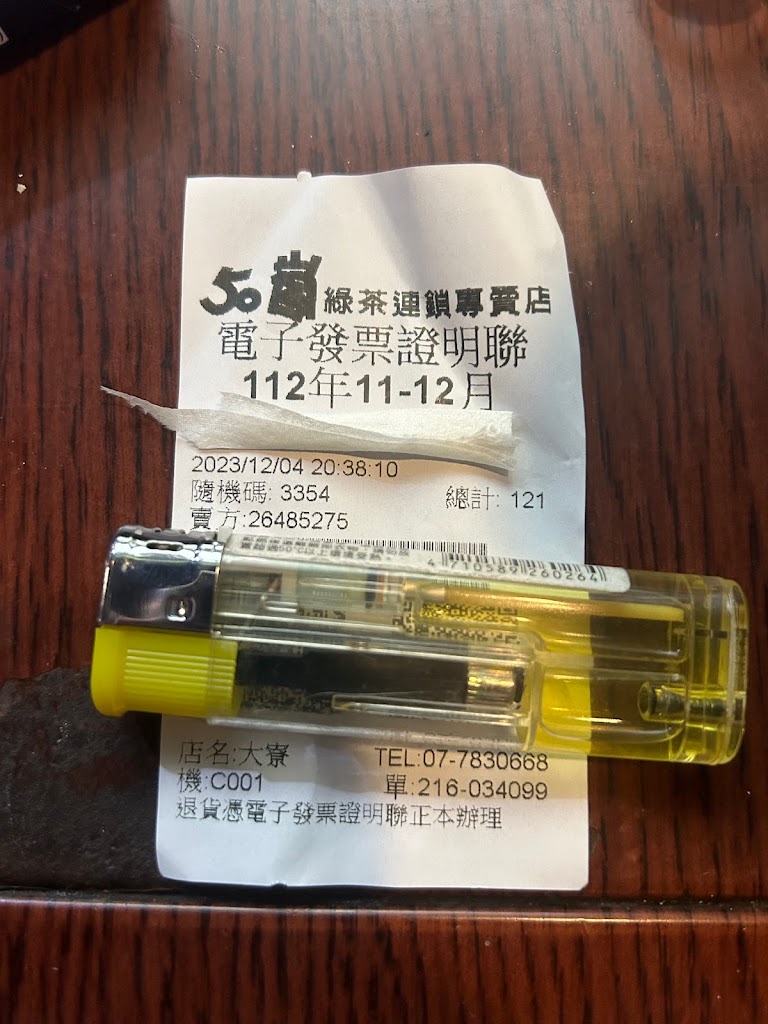 50嵐 綠茶連鎖專賣店
電子發票證明聯
112年11-12月
2023/12/04 20:38:10
隨機碼: 3354 總計: 121
賣方:26485275
4 710589 260264
店名:大寮 TEL:07-7830668
機:C001 單:216-034099
退貨憑電子發票證明聯正本辦理